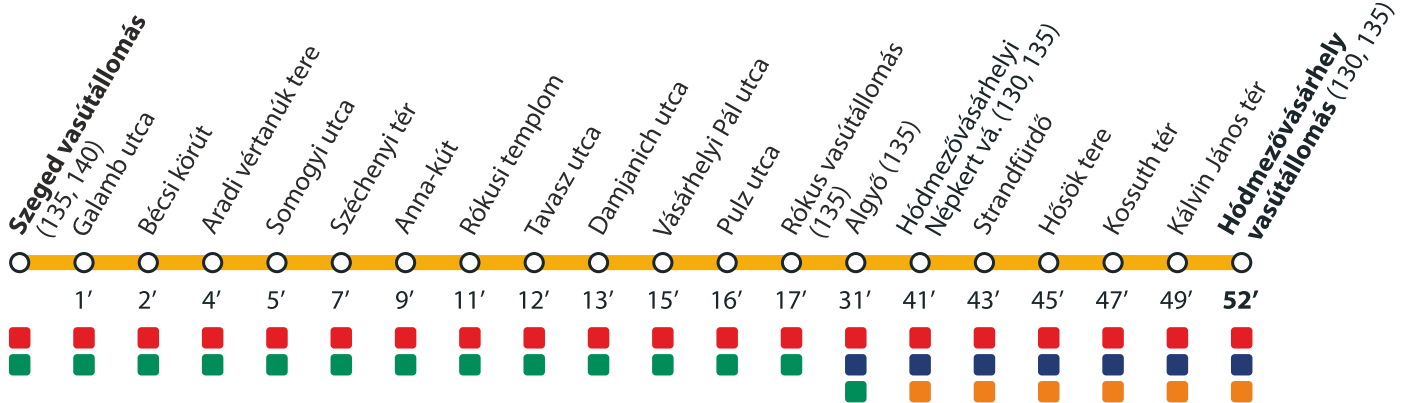 Szeged vasútállomás
(135, 140)
Galamb utca
Bécsi körút
Aradi vértanúk tere
Somogyi utca
Széchenyi tér
Anna-kút
Rókusi templom
Tavasz utca
Damjanich utca
Vásárhelyi Pál utca
Pulz utca
Rókus vasútállomás
(135)
Algyő (135)
Hódmezővásárhelyi
Népkert vá. (130, 135)
Strandfürdő
Hősök tere
Kossuth tér
Kálvin János tér
Hódmezővásárhely
vasútállomás (130, 135)
1’ 2’ 4’ 5’ 7’ 9’ 11’ 12’ 13’ 15’ 16’ 17’ 31’ 41’ 43’ 45’ 47’ 49’ 52’